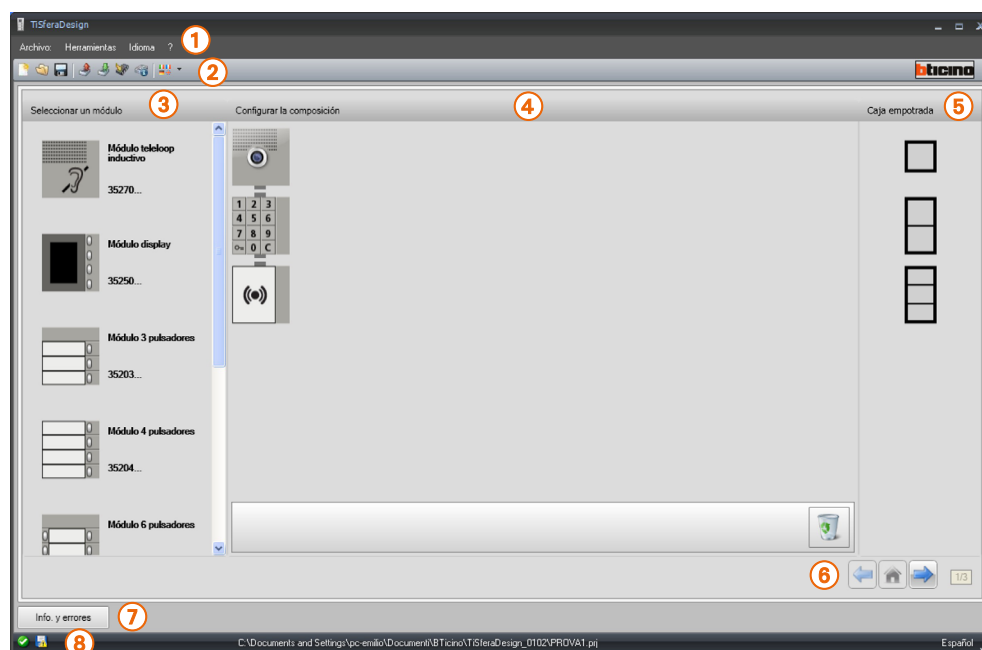 TiSferaDesign
Archivo: Herramientas Idioma ?
1
2
bticino
Seleccionar un módulo
3
Configurar la composición
4
Caja empotrada
5
Módulo teleloop
inductivo
35270...
Módulo display
35250...
Módulo 3 pulsadores
35203...
Módulo 4 pulsadores
35204...
Módulo 6 pulsadores
1 2 3
4 5 6
7 8 9
0 C
6
1/3
Info. y errores
7
8
C:\Documents and Settings\pc-emilio\Documenti\BTicino\TiSferaDesign_0102\PROVA1.prj
Español